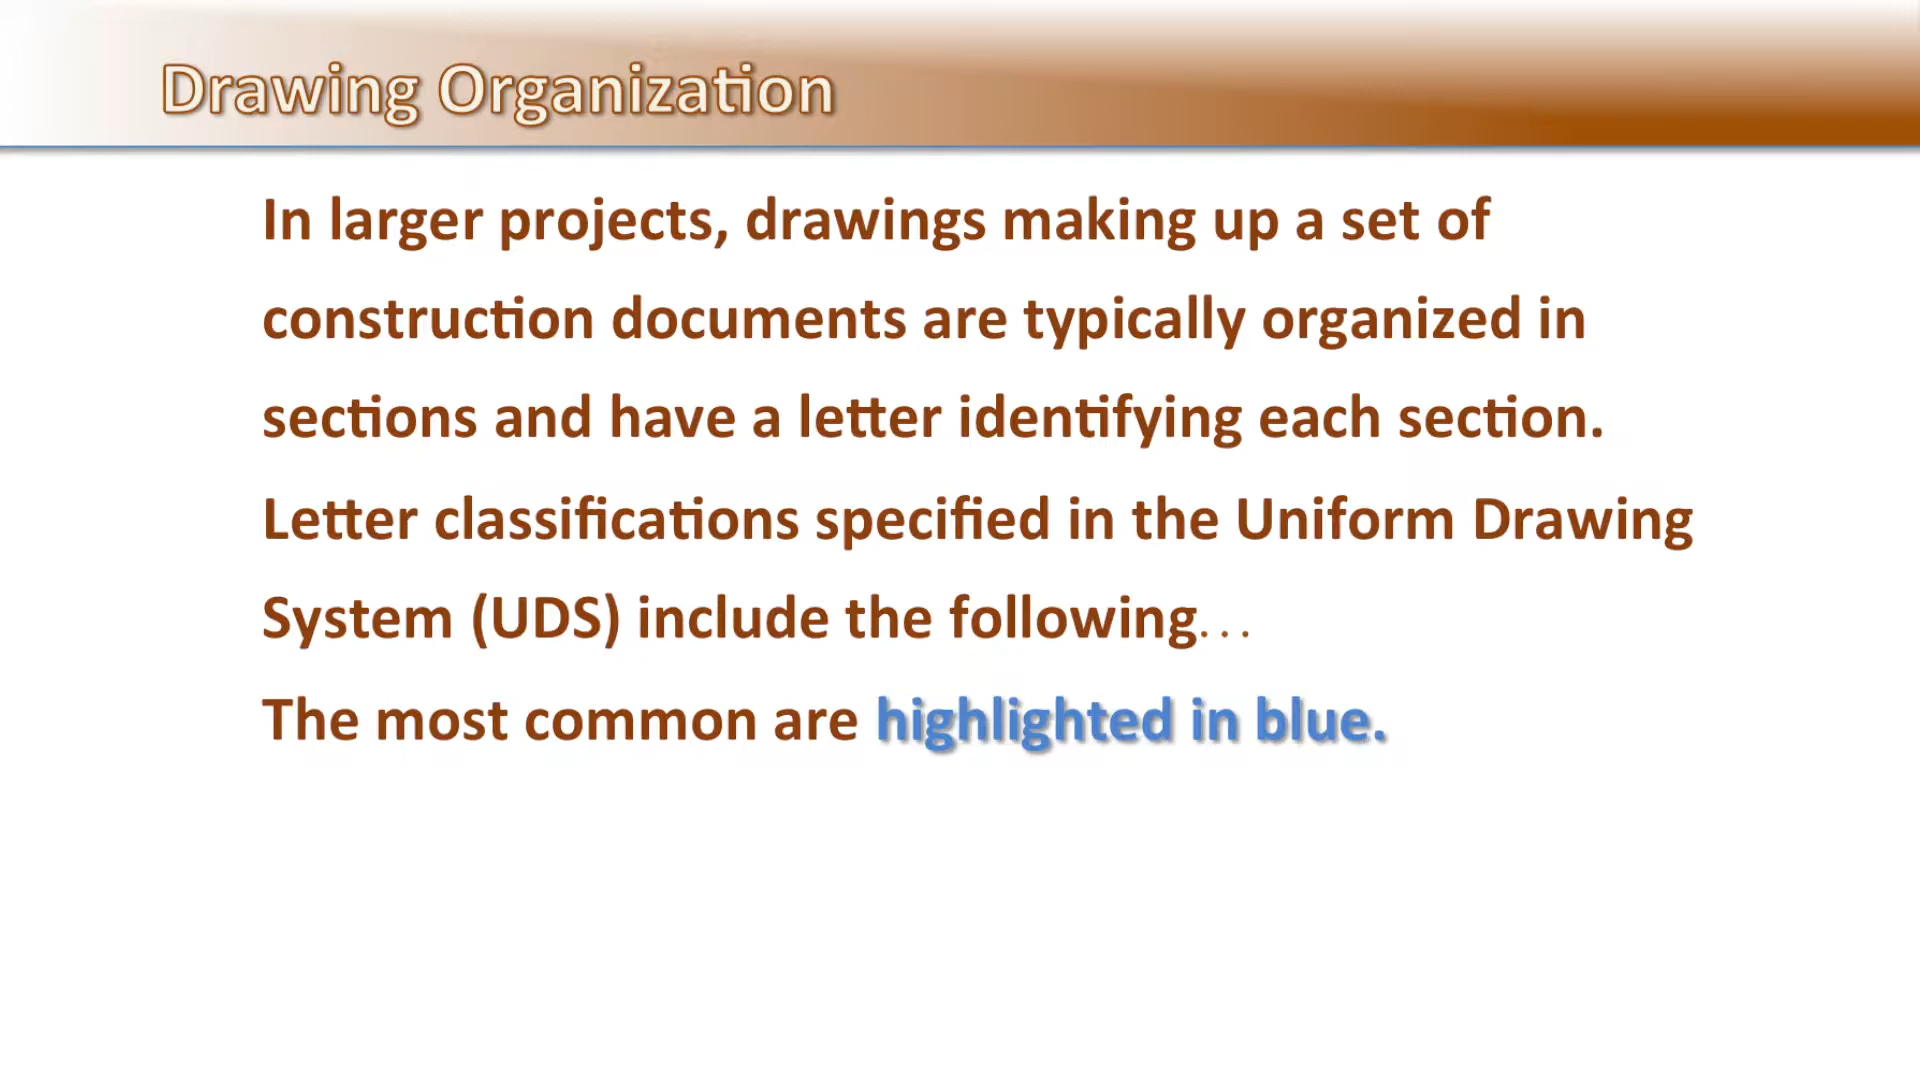 Drawing Organization
In larger projects, drawings making up a set of
construction documents are typically organized in
sections and have a letter identifying each section.
Letter classifications specified in the Uniform Drawing
System (UDS) include the following...
The most common are highlighted in blue.